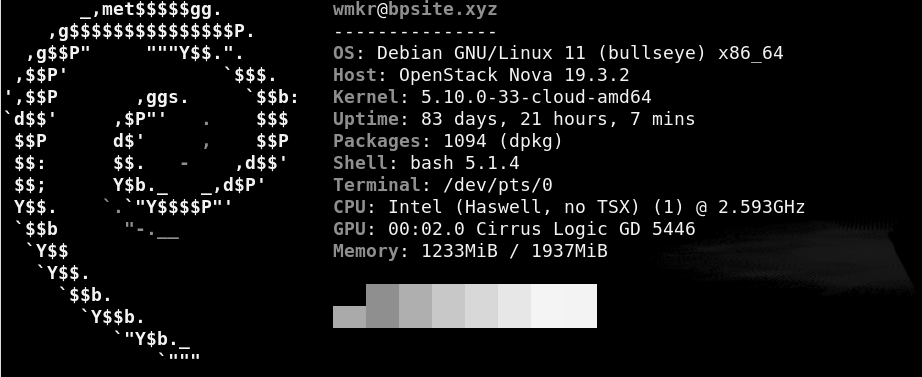 _,met$$$$$gg.          wmkr@bpsite.xyz
    ,g$$$$$$$$$$$$$$$P.       ---------------
  ,g$$P"     """Y$$.".        OS: Debian GNU/Linux 11 (bullseye) x86_64
 ,$$P'              `$$$.     Host: OpenStack Nova 19.3.2
',$$P       ,ggs.     `$$b:   Kernel: 5.10.0-33-cloud-amd64
`d$$'     ,$P"'   .    $$$    Uptime: 83 days, 21 hours, 7 mins
 $$P      d$'     ,    $$P    Packages: 1094 (dpkg)
 $$:      $$.   -    ,d$$'    Shell: bash 5.1.4
 $$;      Y$b._   _,d$P'      Terminal: /dev/pts/0
 Y$$.    `.`"Y$$$$P"'         CPU: Intel (Haswell, no TSX) (1) @ 2.593GHz
 `$$b      "-.__              GPU: 00:02.0 Cirrus Logic GD 5446
  `Y$$                        Memory: 1233MiB / 1937MiB
   `Y$$.
     `$$b.
       `Y$$b.
          `"Y$b._
              `"""